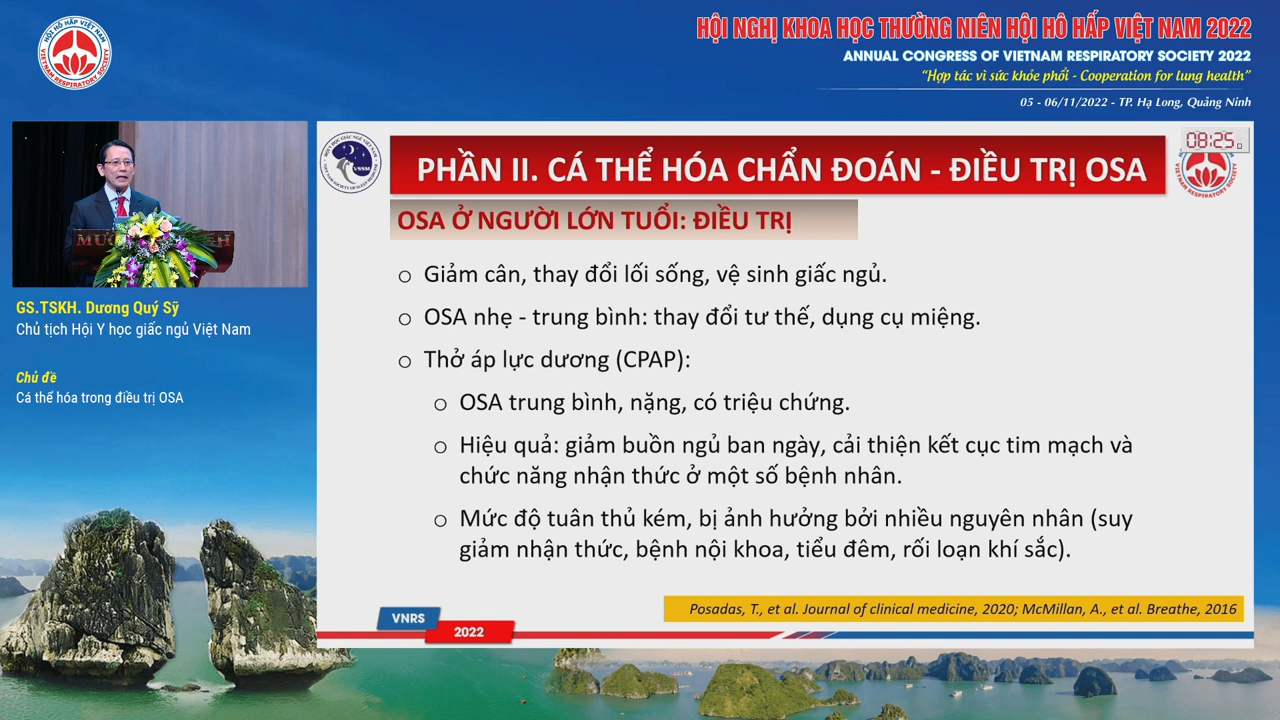 HỘI HÔ HẤP VIỆT NAM
VIETNAM RESPIRATORY SOCIETY
HỘI NGHỊ KHOA HỌC THƯỜNG NIÊN HỘI HÔ HẤP VIỆT NAM 2022
ANNUAL CONGRESS OF VIETNAM RESPIRATORY SOCIETY 2022
“Hợp tác vì sức khỏe phổi - Cooperation for lung health”
05 - 06/11/2022 - TP. Hạ Long, Quảng Ninh
GS.TSKH. Dương Quý Sỹ
Chủ tịch Hội Y học giấc ngủ Việt Nam
Chủ đề
Cá thể hóa trong điều trị OSA
VSSM
08:25
PHẦN II. CÁ THỂ HÓA CHẨN ĐOÁN - ĐIỀU TRỊ OSA
OSA Ở NGƯỜI LỚN TUỔI: ĐIỀU TRỊ
o Giảm cân, thay đổi lối sống, vệ sinh giấc ngủ.
o OSA nhẹ - trung bình: thay đổi tư thế, dụng cụ miệng.
o Thở áp lực dương (CPAP):
o OSA trung bình, nặng, có triệu chứng.
o Hiệu quả: giảm buồn ngủ ban ngày, cải thiện kết cục tim mạch và
chức năng nhận thức ở một số bệnh nhân.
o Mức độ tuân thủ kém, bị ảnh hưởng bởi nhiều nguyên nhân (suy
giảm nhận thức, bệnh nội khoa, tiểu đêm, rối loạn khí sắc).
Posadas, T., et al. Journal of clinical medicine, 2020; McMillan, A., et al. Breathe, 2016
VNRS
2022